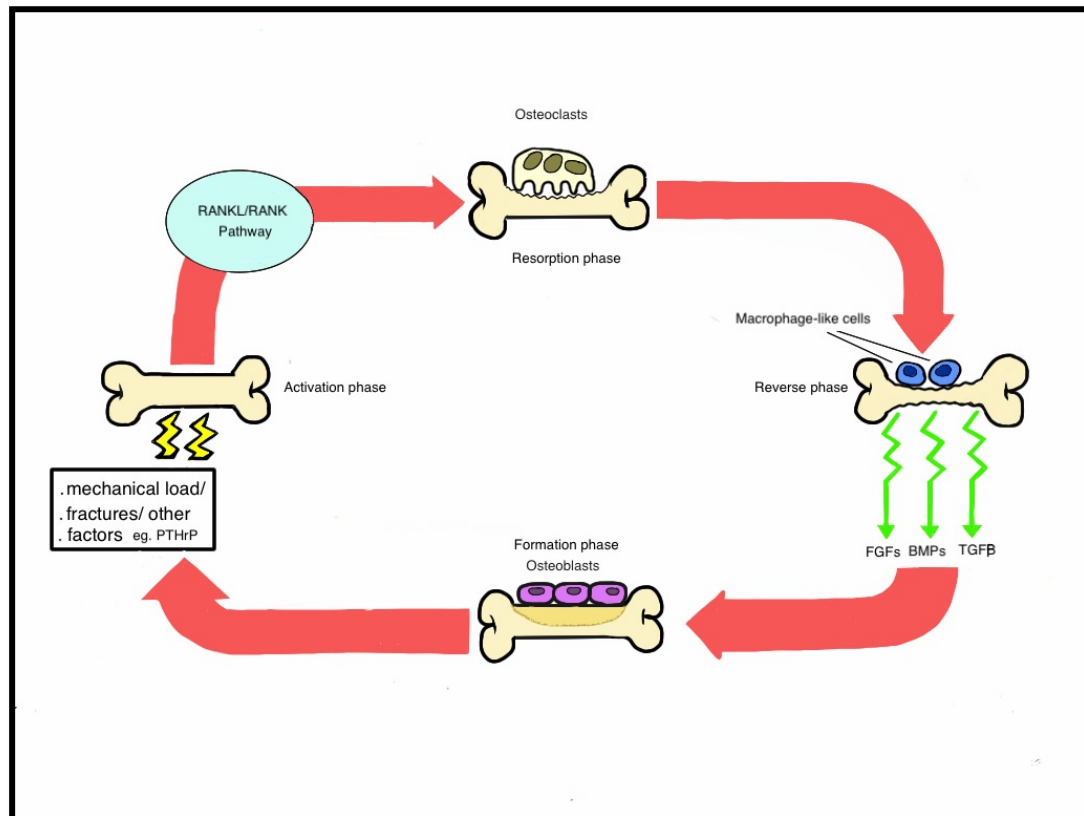 Osteoclasts
RANKL/RANK
Pathway
Resorption phase
Macrophage-like cells
Activation phase
Reverse phase
. mechanical load/
. fractures/ other
. factors eg. PTHrP
FGFs BMPs TGFβ
Formation phase
Osteoblasts